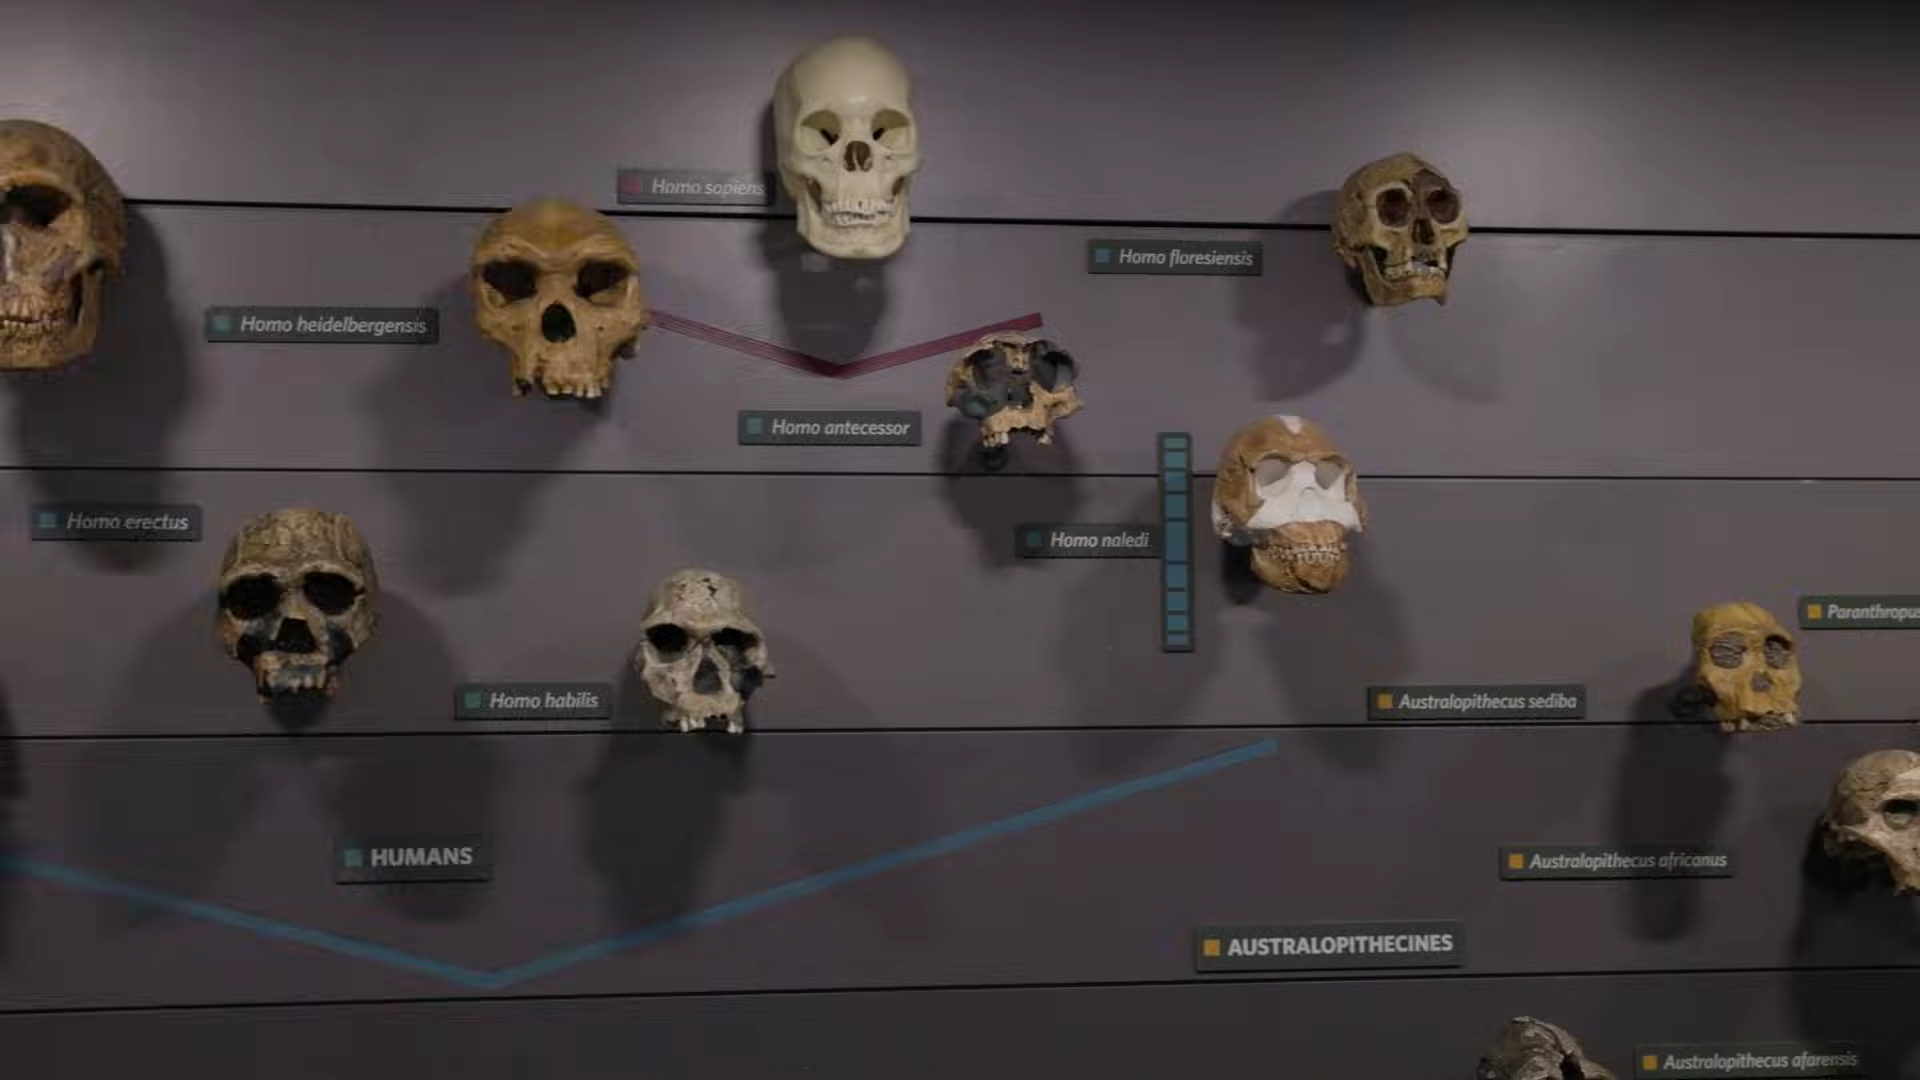 Homo sapiens
Homo floresiensis
Homo heidelbergensis
Homo antecessor
Homo erectus
Homo naledi
Paranthropus
Homo habilis
Australopithecus sediba
HUMANS
Australopithecus africanus
AUSTRALOPITHECINES
Australopithecus afarensis